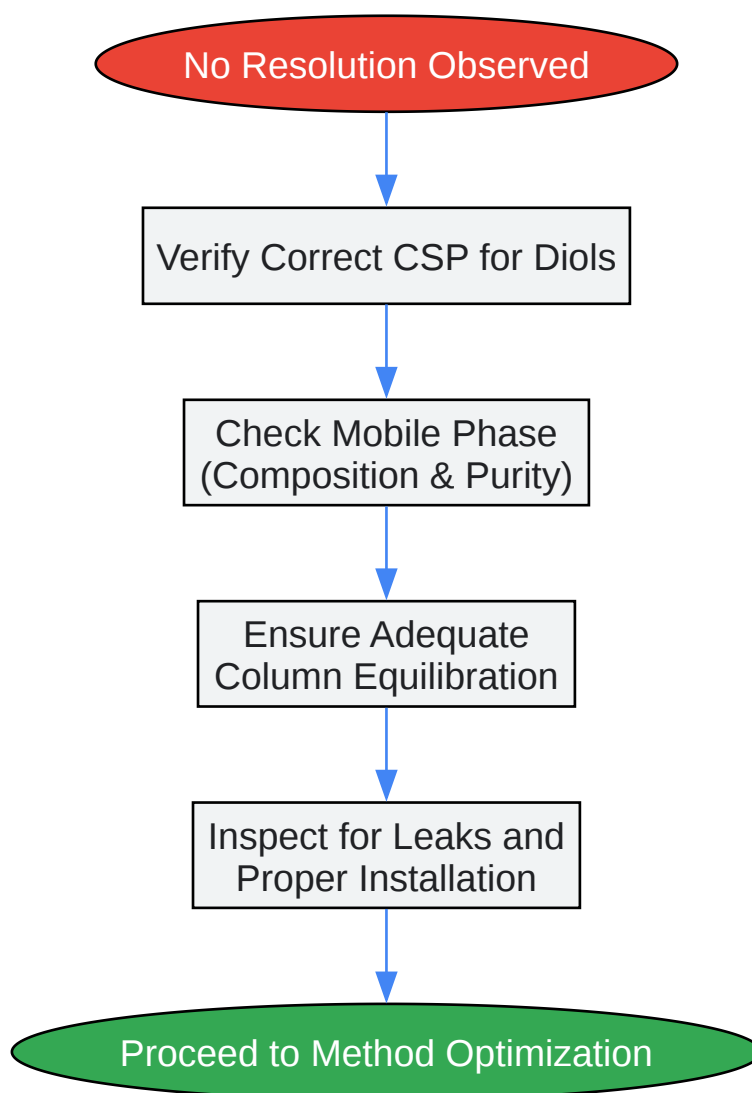 No Resolution Observed
Verify Correct CSP for Diols
Check Mobile Phase
(Composition & Purity)
Ensure Adequate
Column Equilibration
Inspect for Leaks and
Proper Installation
Proceed to Method Optimization